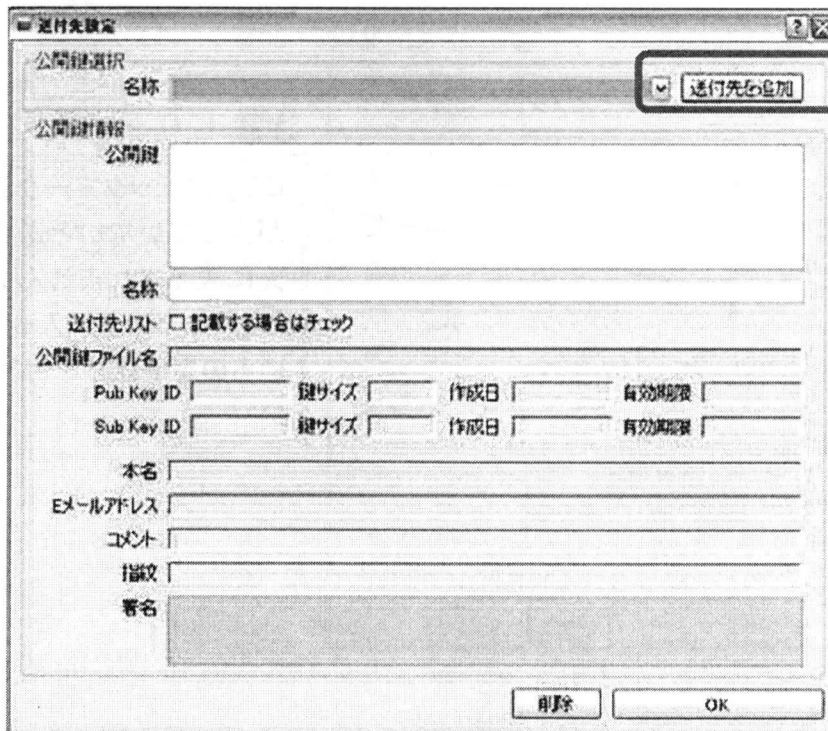 送付先設定
公開鍵選択
名称 送付先を追加
公開鍵情報
公開鍵
名称
送付先リスト 記載する場合はチェック
公開鍵ファイル名
Pub Key ID 鍵サイズ 作成日 有効期限
Sub Key ID 鍵サイズ 作成日 有効期限
本名
Eメールアドレス
コメント
指紋
署名
削除 OK